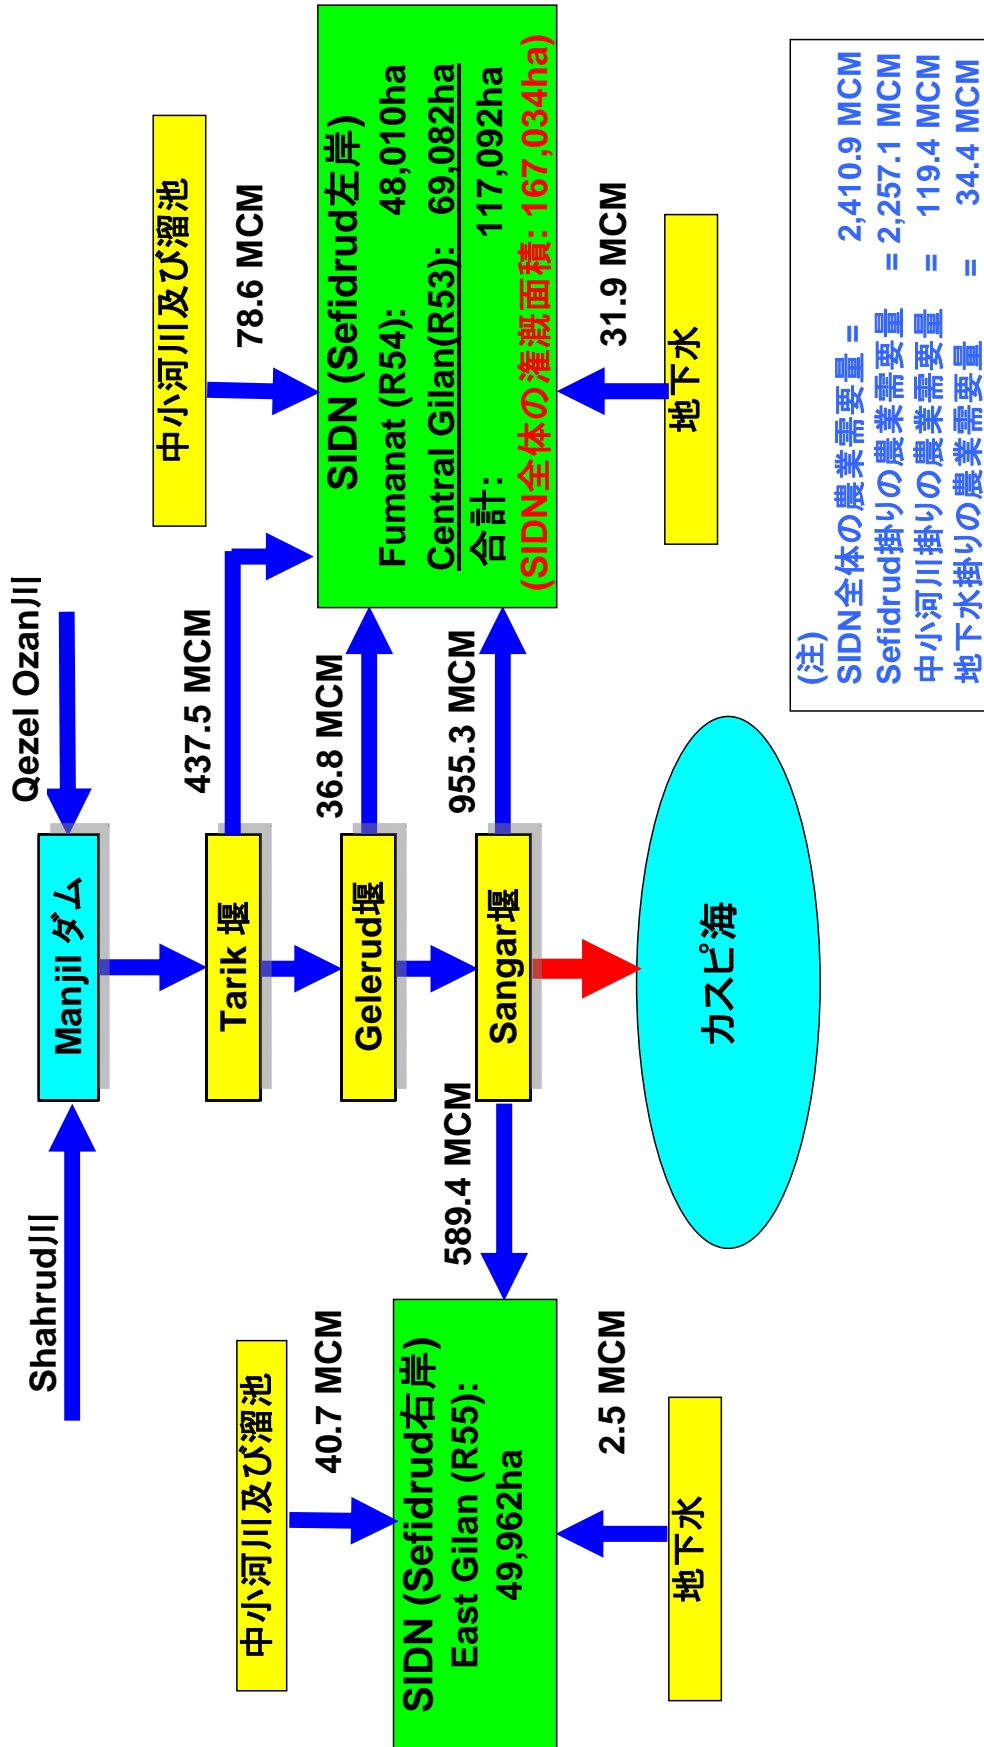 Shahrud川
Qezel Ozan川
Manjil ダム
437.5 MCM
Tarik 堰
36.8 MCM
Gelerud堰
589.4 MCM
955.3 MCM
Sangar堰
カスピ海
中小河川及び溜池
40.7 MCM
SIDN (Sefidrud右岸)
East Gilan (R55):
49,962ha
2.5 MCM
地下水
中小河川及び溜池
78.6 MCM
SIDN (Sefidrud左岸)
Fumanat (R54): 48,010ha
Central Gilan(R53): 69,082ha
合計: 117,092ha
(SIDN全体の灌漑面積: 167,034ha)
31.9 MCM
地下水
(注)
SIDN全体の農業需要量 = 2,410.9 MCM
Sefidrud掛りの農業需要量 = 2,257.1 MCM
中小河川掛りの農業需要量 = 119.4 MCM
地下水掛りの農業需要量 = 34.4 MCM